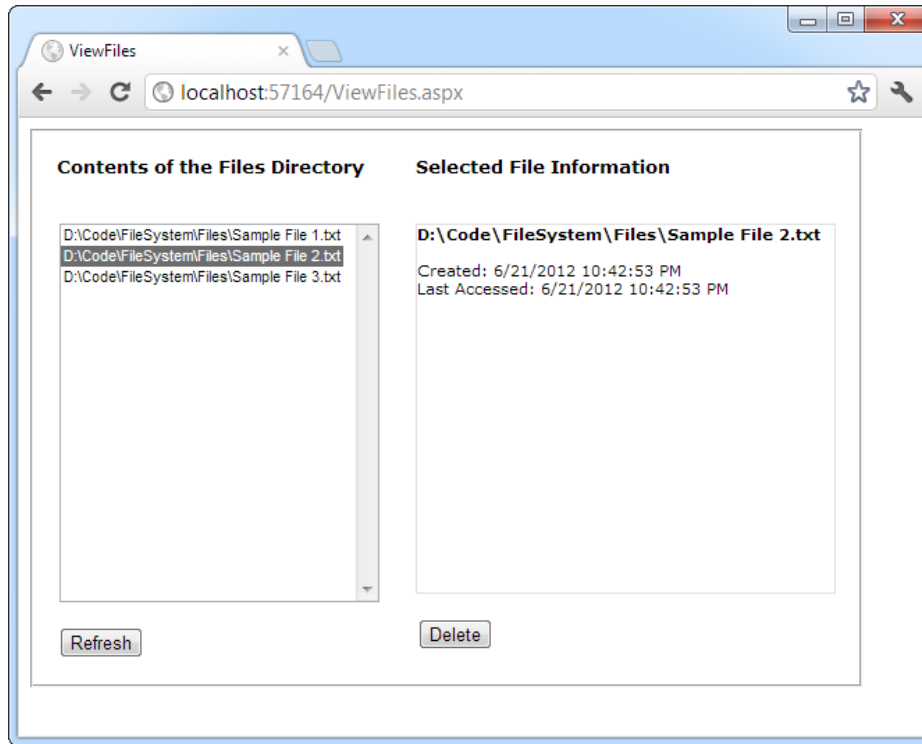 ViewFiles
localhost:57164/ViewFiles.aspx
Contents of the Files Directory
Selected File Information
D:\Code\FileSystem\Files\Sample File 1.txt
D:\Code\FileSystem\Files\Sample File 2.txt
D:\Code\FileSystem\Files\Sample File 3.txt
D:\Code\FileSystem\Files\Sample File 2.txt
Created: 6/21/2012 10:42:53 PM
Last Accessed: 6/21/2012 10:42:53 PM
Refresh
Delete